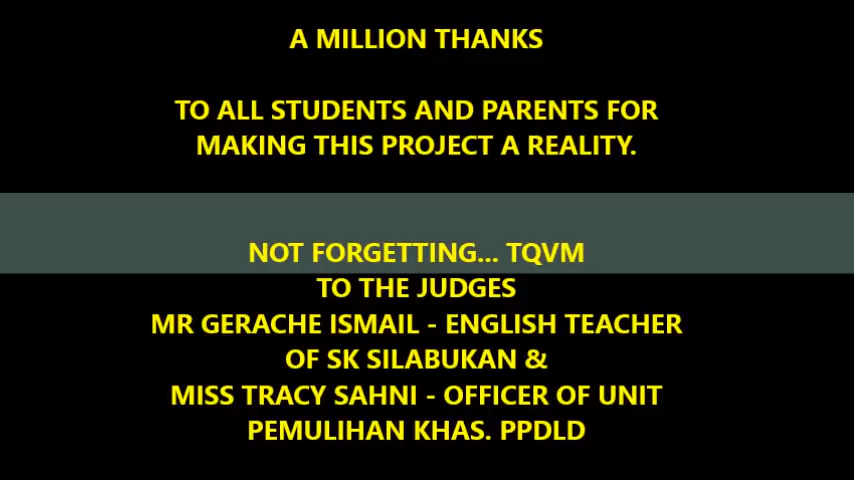 A MILLION THANKS
TO ALL STUDENTS AND PARENTS FOR
MAKING THIS PROJECT A REALITY.
NOT FORGETTING... TQVM
TO THE JUDGES
MR GERACHE ISMAIL - ENGLISH TEACHER
OF SK SILABUKAN &
MISS TRACY SAHNI - OFFICER OF UNIT
PEMULIHAN KHAS. PPDLD